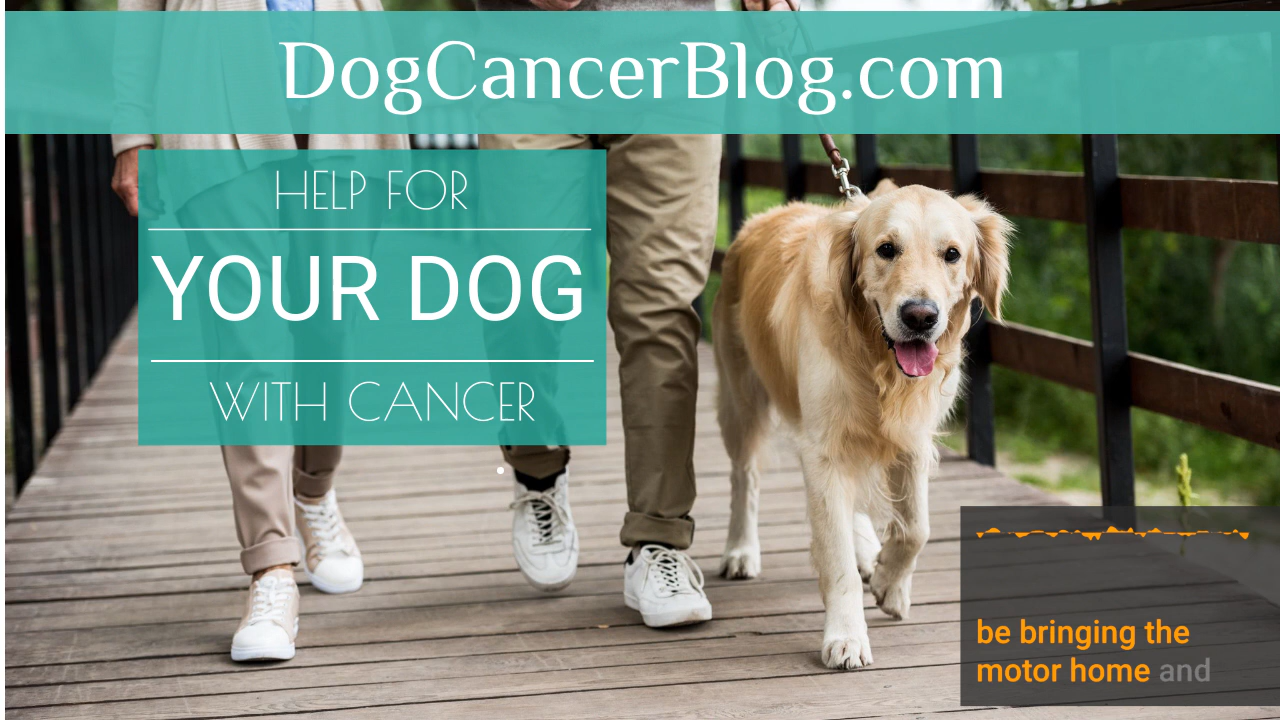 DogCancerBlog.com
HELP FOR
YOUR DOG
WITH CANCER
be bringing the
motor home and